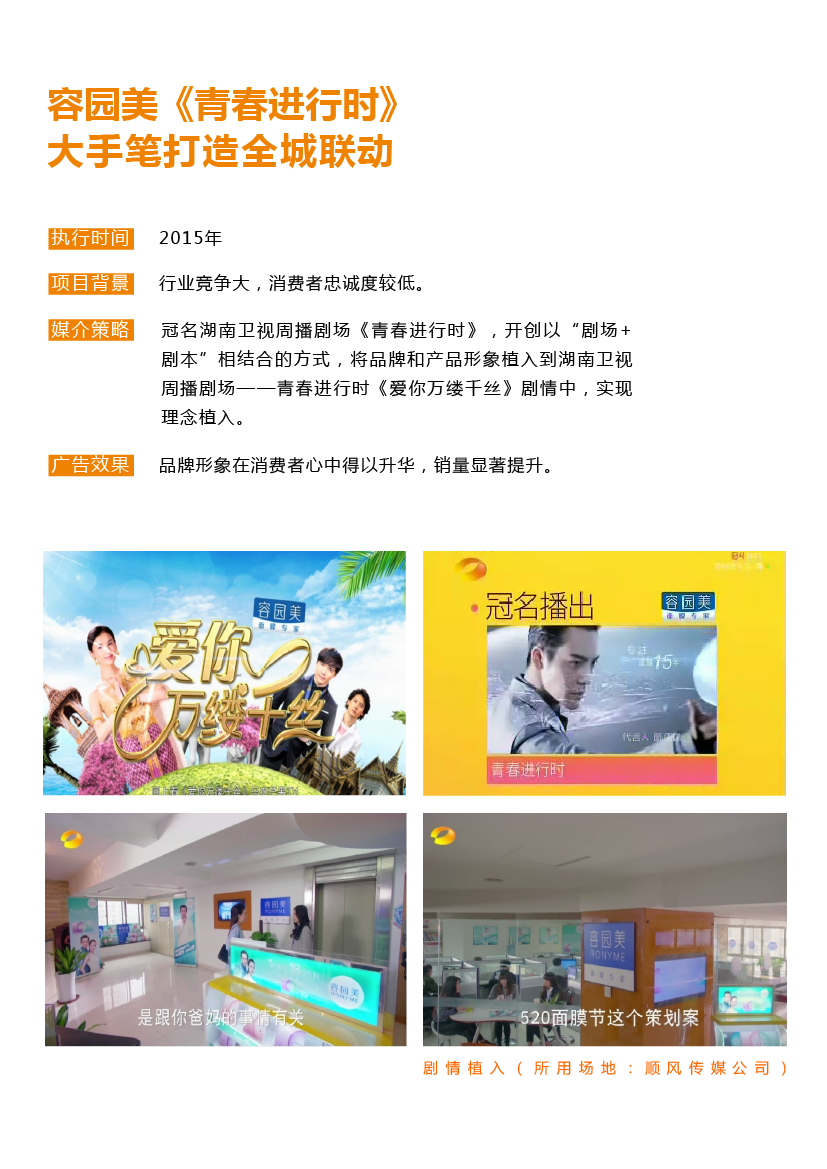 容园美《青春进行时》
大手笔打造全城联动
执行时间 2015年
项目背景 行业竞争大，消费者忠诚度较低。
媒介策略 冠名湖南卫视周播剧场《青春进行时》，开创以“剧场+
剧本”相结合的方式，将品牌和产品形象植入到湖南卫视
周播剧场——青春进行时《爱你万缕千丝》剧情中，实现
理念植入。
广告效果 品牌形象在消费者心中得以升华，销量显著提升。
容园美
面膜专家
爱你
万缕千丝
冠名播出
容园美
面膜专家
专注
15年
代言人
青春进行时
容园美
RONYME
RONYME
是跟你爸妈的事情有关
容园美
RONYME
面膜专家
520面膜节这个策划案
剧情植入(所用场地:顺风传媒公司)